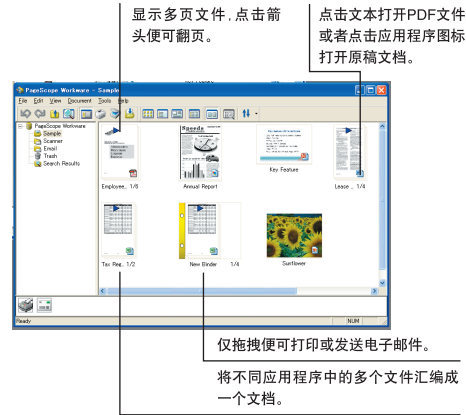 显示多页文件，点击箭
头便可翻页。
点击文本打开PDF文件
或者点击应用程序图标
打开原稿文档。
PageScope Workware - Sample
File Edit View Document Tools Help
PageScope Workware
Sample
Scanner
Email
Trash
Search Results
Employee.. 1/6
Annual Report
Key Feature
Lease .. 1/4
Tax Req.. 1/2
New Binder 1/4
Sunflower
Ready
NUM
仅拖拽便可打印或发送电子邮件。
将不同应用程序中的多个文件汇编成
一个文档。